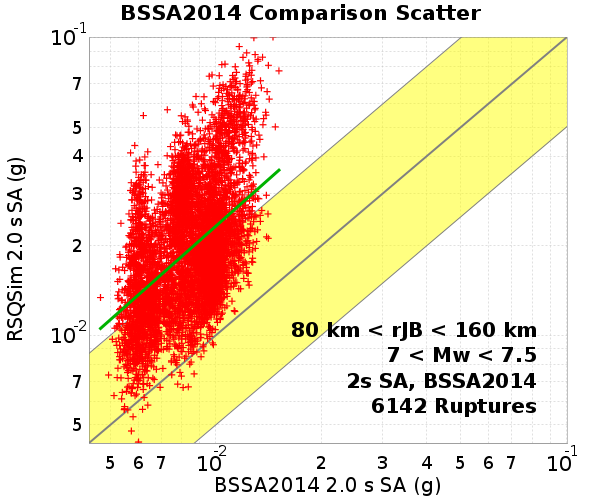 BSSA2014 Comparison Scatter
10⁻¹
7
5
4
3
2
10⁻²
7
5
RSQSim 2.0 s SA (g)
80 km < rJB < 160 km
7 < Mw < 7.5
2s SA, BSSA2014
6142 Ruptures
5 6 7 10⁻² 2 3 4 5 6 7 10⁻¹
BSSA2014 2.0 s SA (g)